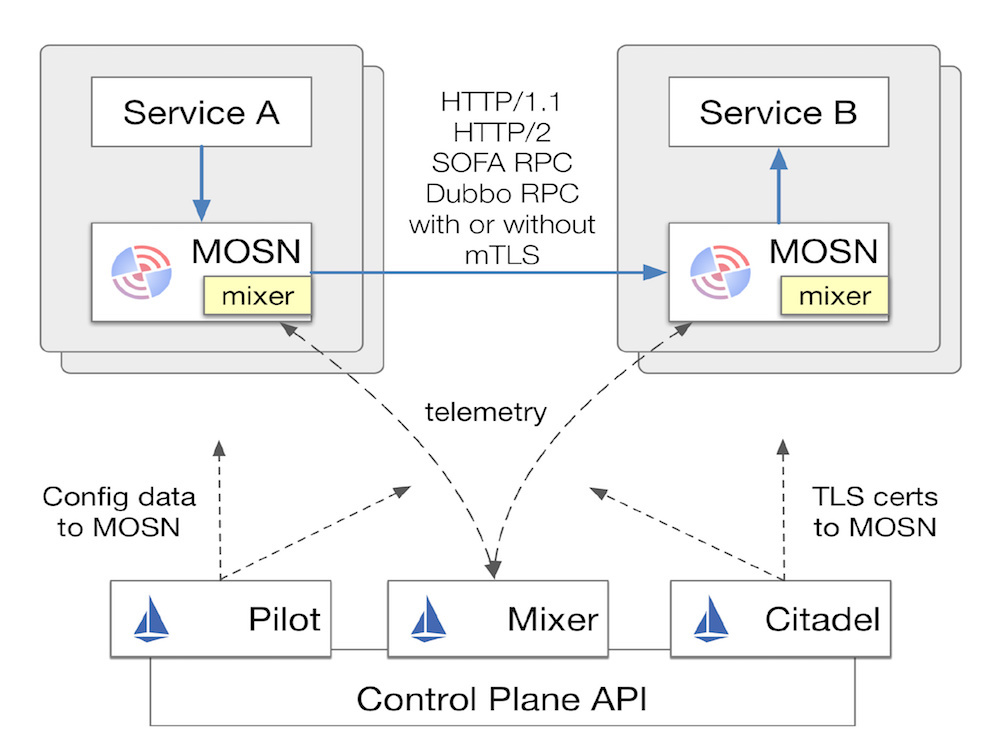 Service A
Service B
HTTP/1.1
HTTP/2
SOFA RPC
Dubbo RPC
with or without
mTLS
MOSN
mixer
MOSN
mixer
telemetry
Config data
to MOSN
TLS certs
to MOSN
Pilot
Mixer
Citadel
Control Plane API